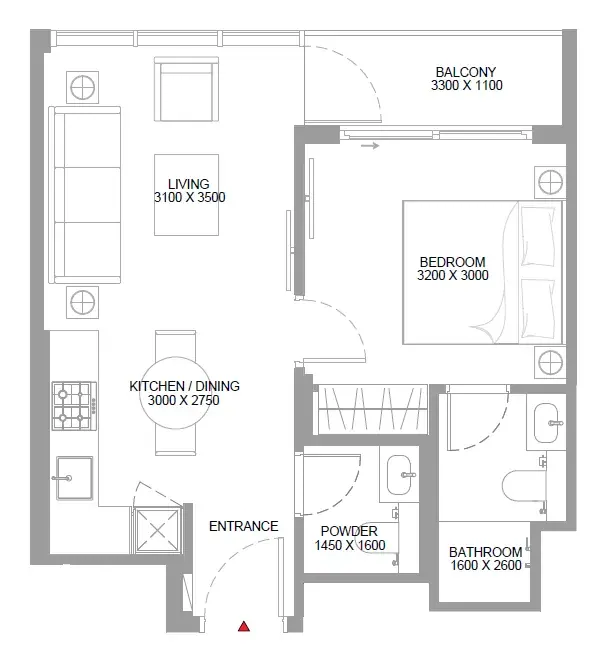 BALCONY
3300 X 1100
LIVING
3100 X 3500
BEDROOM
3200 X 3000
KITCHEN / DINING
3000 X 2750
ENTRANCE
POWDER
1450 X 1600
BATHROOM
1600 X 2600